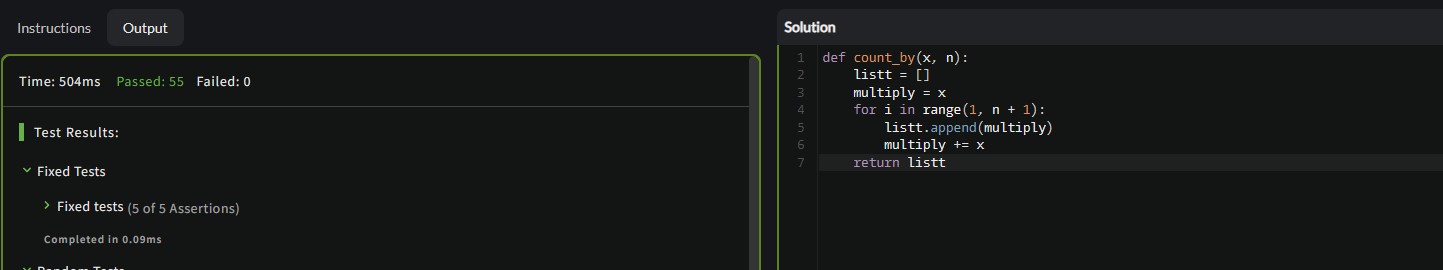 Instructions Output
Time: 504ms Passed: 55 Failed: 0
Test Results:
Fixed Tests
Fixed tests (5 of 5 Assertions)
Completed in 0.09ms
Random Tests
Solution
1 def count_by(x, n):
2     listt = []
3     multiply = x
4     for i in range(1, n + 1):
5         listt.append(multiply)
6         multiply += x
7     return listt